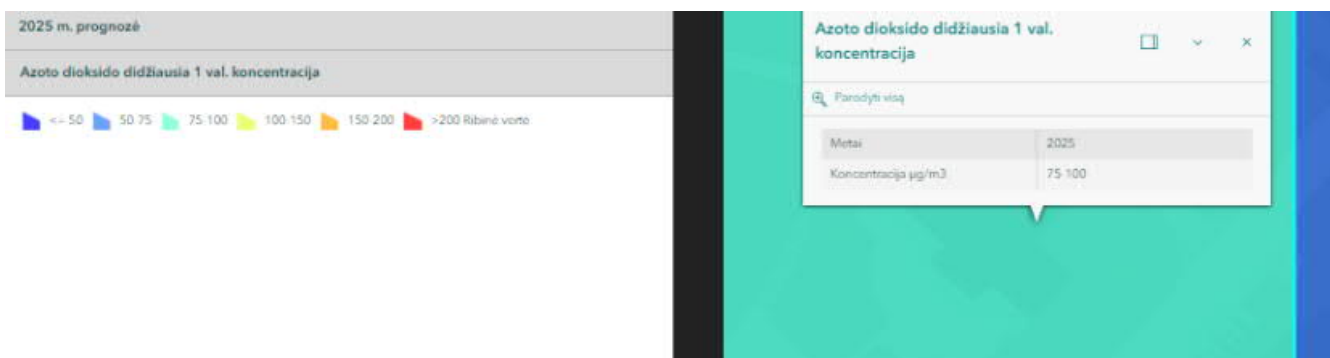 2025 m. prognozė
Azoto dioksido didžiausia 1 val. koncentracija
<= 50 50 75 75 100 100 150 150 200 >200 Ribinė vertė
Azoto dioksido didžiausia 1 val.
koncentracija
Parodyti visą
Metai 2025
Koncentracija µg/m3 75 100